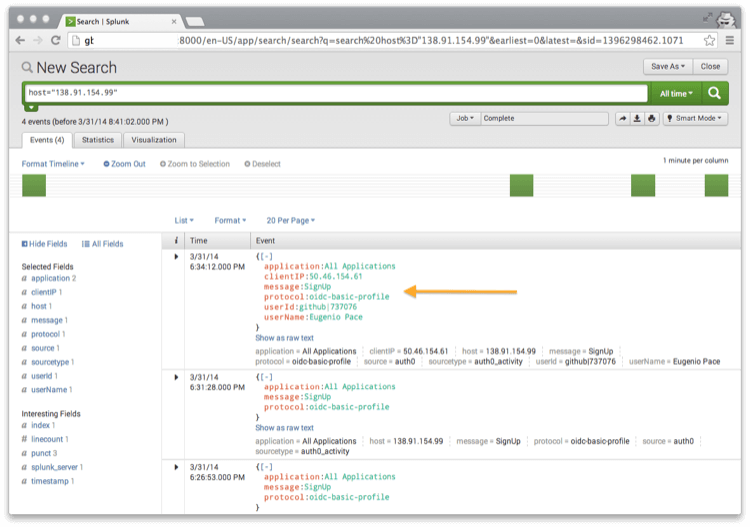 Search | Splunk
gt :8000/en-US/app/search/search?q=search%20host%3D"138.91.154.99"&earliest=0&latest=&sid=1396298462.1071
New Search
Save As
Close
host="138.91.154.99"
All time
4 events (before 3/31/14 8:41:02.000 PM )
Job
Complete
Smart Mode
Events (4)
Statistics
Visualization
Format Timeline
Zoom Out
Zoom to Selection
Deselect
1 minute per column
List
Format
20 Per Page
Hide Fields
All Fields
Selected Fields
a application 2
a clientIP 1
a host 1
a message 1
a protocol 1
a source 1
a sourcetype 1
a userId 1
a userName 1
Interesting Fields
a index 1
# linecount 1
a punct 3
a splunk_server 1
a timestamp 1
i Time Event
3/31/14
6:34:12.000 PM
{[-]
application:All Applications
clientIP:50.46.154.61
message:SignUp
protocol:oidc-basic-profile
userId:github|737076
userName:Eugenio Pace
}
Show as raw text
application = All Applications clientIP = 50.46.154.61 host = 138.91.154.99 message = SignUp
protocol = oidc-basic-profile source = auth0 sourcetype = auth0_activity userId = github|737076 userName = Eugenio Pace
3/31/14
6:31:28.000 PM
{[-]
application:All Applications
message:SignUp
protocol:oidc-basic-profile
}
Show as raw text
application = All Applications host = 138.91.154.99 message = SignUp protocol = oidc-basic-profile source = auth0
sourcetype = auth0_activity
3/31/14
6:26:53.000 PM
{[-]
application:All Applications
message:SignUp
protocol:oidc-basic-profile
}